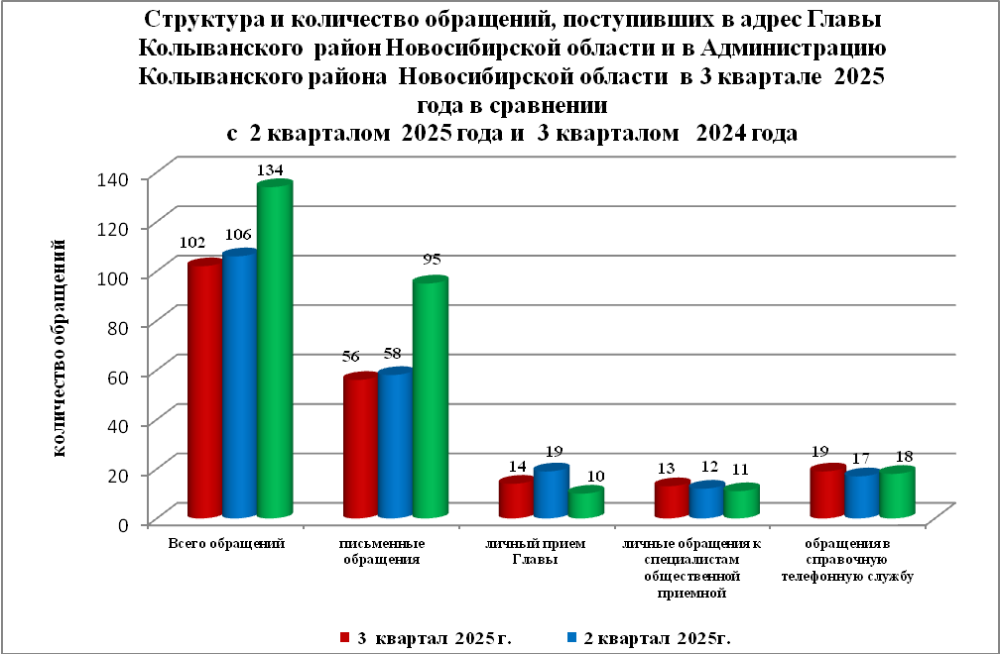 Структура и количество обращений, поступивших в адрес Главы
Колыванского район Новосибирской области и в Администрацию
Колыванского района Новосибирской области в 3 квартале 2025
года в сравнении
с 2 кварталом 2025 года и 3 кварталом 2024 года
количество обращений
140
120
100
80
60
40
20
0
102
106
134
56
58
95
14
19
10
13
12
11
19
17
18
Всего обращений
письменные
обращения
личный прием
Главы
личные обращения к
специалистам
общественной
приемной
обращения в
справочную
телефонную службу
3 квартал 2025 г.
2 квартал 2025г.